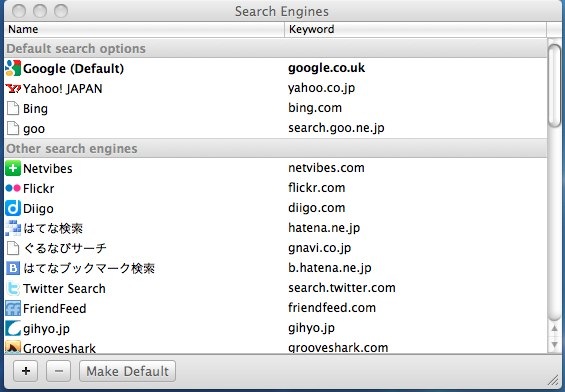 Search Engines
Name Keyword
Default search options
Google (Default) google.co.uk
Yahoo! JAPAN yahoo.co.jp
Bing bing.com
goo search.goo.ne.jp
Other search engines
Netvibes netvibes.com
Flickr flickr.com
Diigo diigo.com
はてな検索 hatena.ne.jp
ぐるなびサーチ gnavi.co.jp
はてなブックマーク検索 b.hatena.ne.jp
Twitter Search search.twitter.com
FriendFeed friendfeed.com
gihyo.jp gihyo.jp
Grooveshark grooveshark.com
+ − Make Default